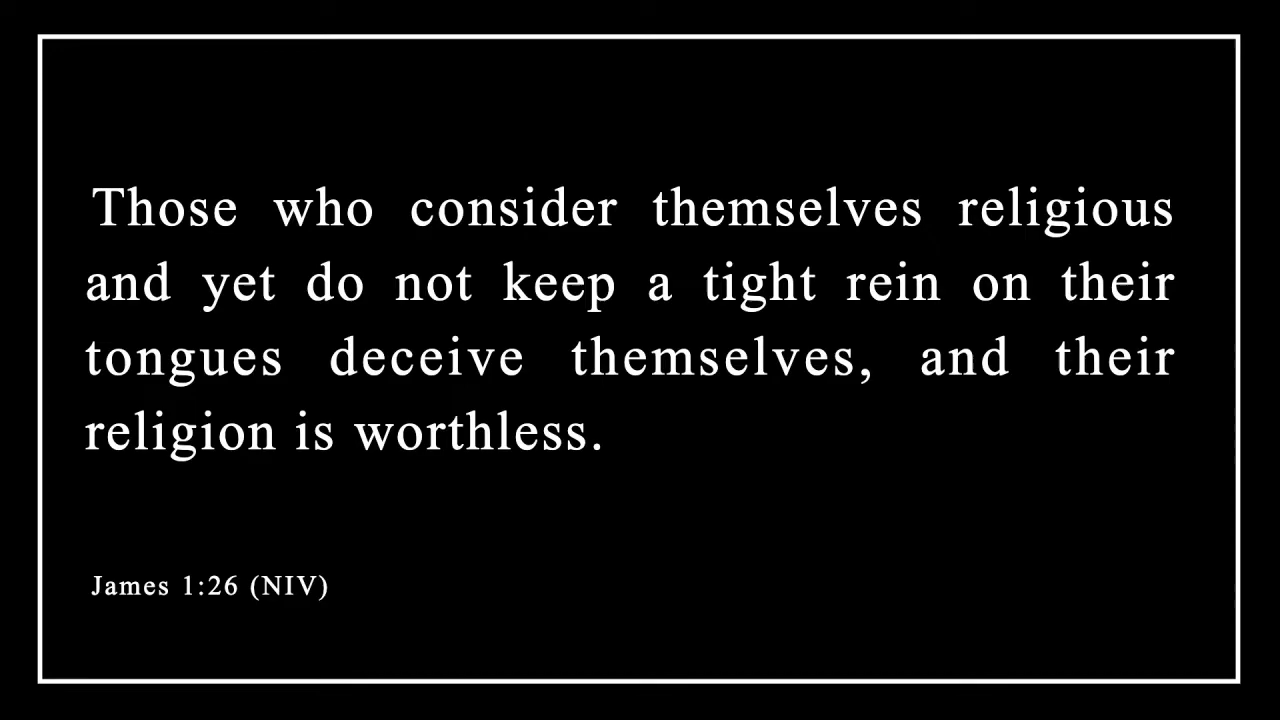 Those who consider themselves religious
and yet do not keep a tight rein on their
tongues deceive themselves, and their
religion is worthless.
James 1:26 (NIV)